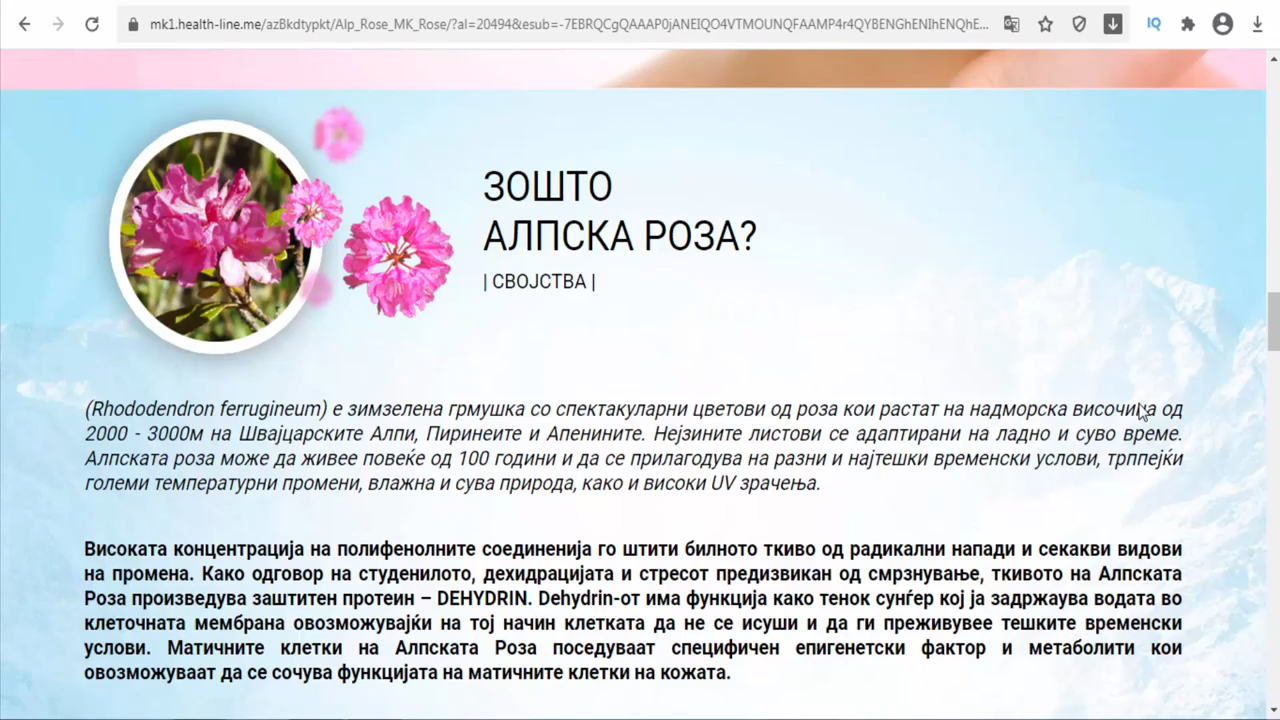 mk1.health-line.me/azBkdtypkt/Alp_Rose_MK_Rose/?al=20494&esub=-7EBRQCgQAAAP0jANEIQO4VTMOUNQFAAMP4r4QYBENGhENIhENQhE...
IQ
ЗОШТО
АЛПСКА РОЗА?
| СВОЈСТВА |
(Rhododendron ferrugineum) е зимзелена грмушка со спектакуларни цветови од роза кои растат на надморска височина од
2000 - 3000м на Швајцарските Алпи, Пиринеите и Апенините. Нејзините листови се адаптирани на ладно и суво време.
Алпската роза може да живее повеќе од 100 години и да се прилагодува на разни и најтешки временски услови, трппејќи
големи температурни промени, влажна и сува природа, како и високи UV зрачења.
Високата концентрација на полифенолните соединенија го штити билното ткиво од радикални напади и секакви видови
на промена. Како одговор на студенилото, дехидрацијата и стресот предизвикан од смрзнување, ткивото на Алпската
Роза произведува заштитен протеин – DEHYDRIN. Dehydrin-от има функција како тенок сунѓер кој ја задржаува водата во
клеточната мембрана овозможувајќи на тој начин клетката да не се исуши и да ги преживувее тешките временски
услови. Матичните клетки на Алпската Роза поседуваат специфичен епигенетски фактор и метаболити кои
овозможуваат да се сочува функцијата на матичните клетки на кожата.